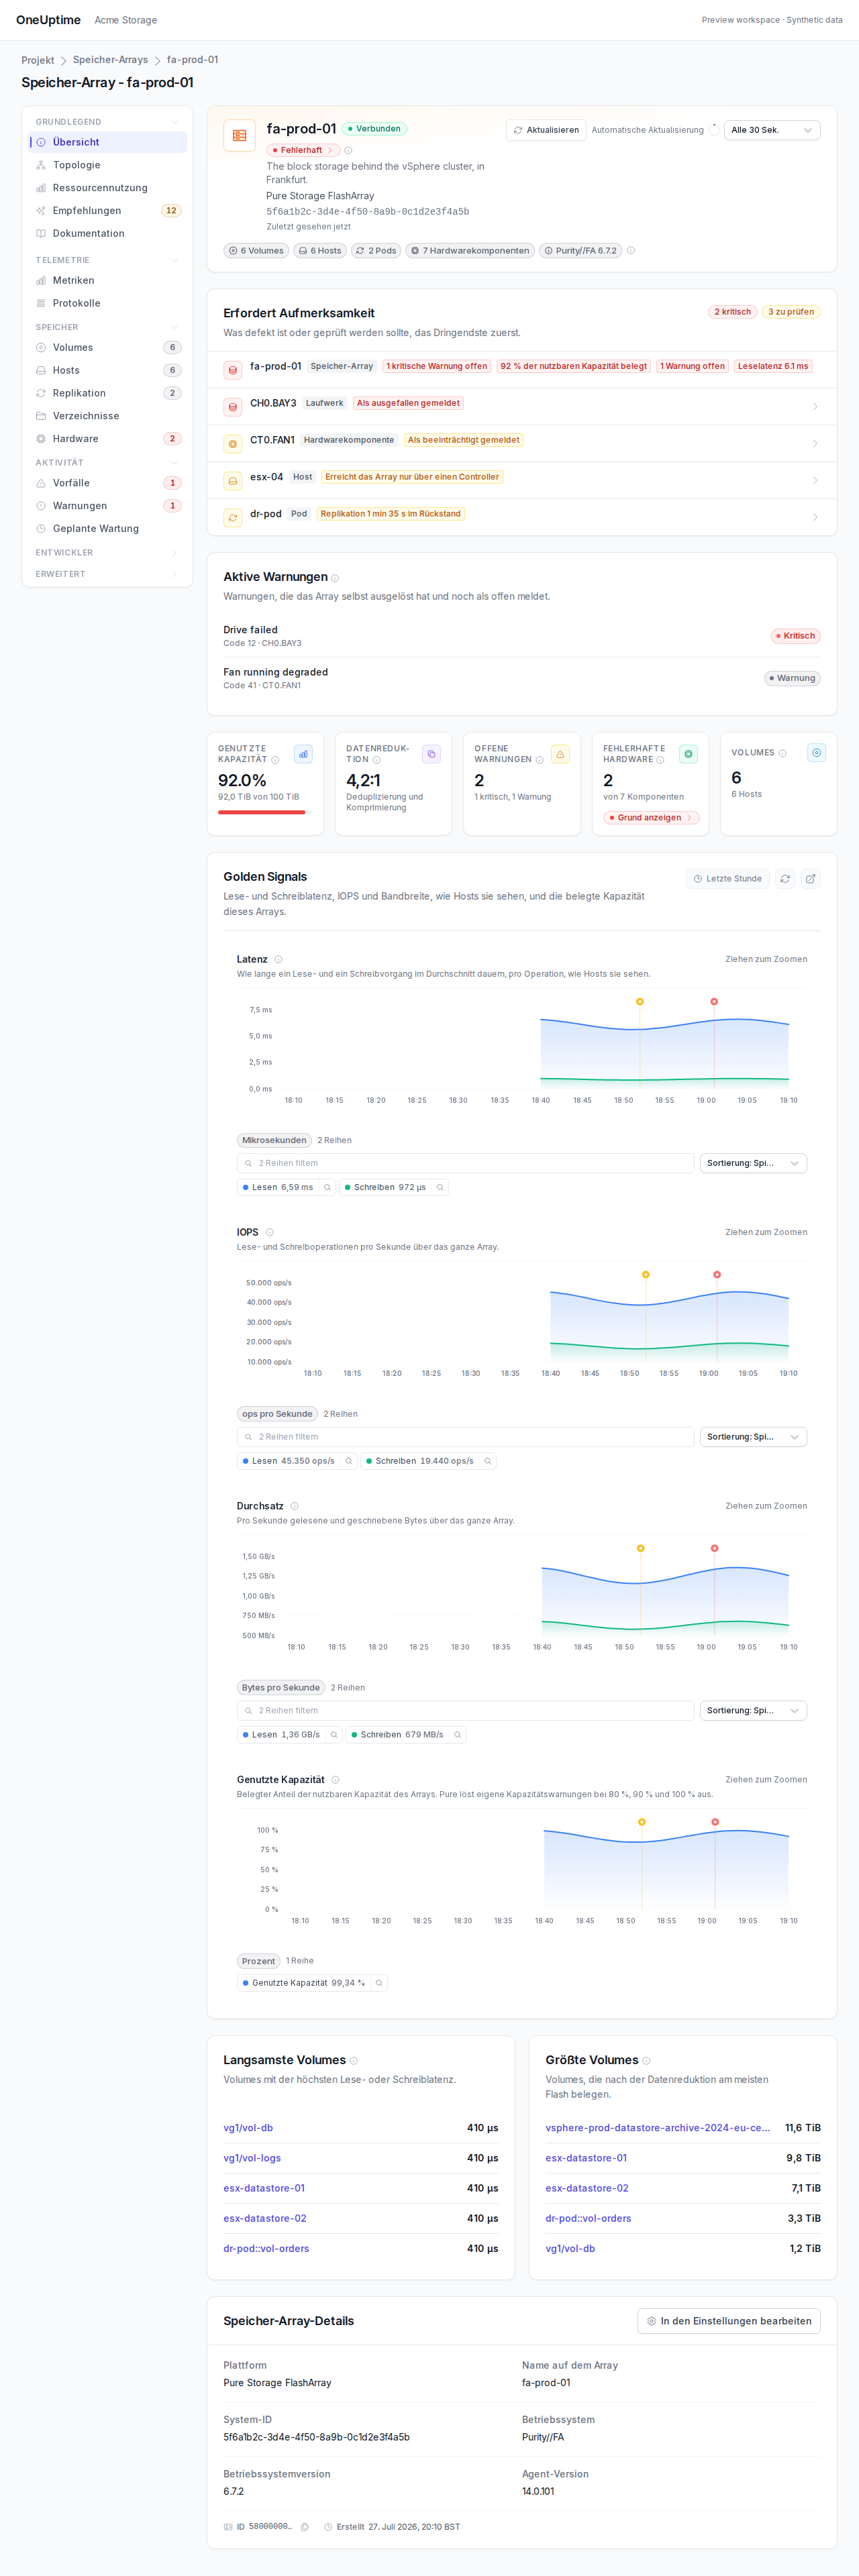 OneUptime Acme Storage Preview workspace · Synthetic data
Projekt Speicher-Arrays fa-prod-01
Speicher-Array - fa-prod-01
GRUNDLEGEND
Übersicht
Topologie
Ressourcennutzung
Empfehlungen 12
Dokumentation
TELEMETRIE
Metriken
Protokolle
SPEICHER
Volumes 6
Hosts 6
Replikation 2
Verzeichnisse
Hardware 2
AKTIVITÄT
Vorfälle 1
Warnungen 1
Geplante Wartung
ENTWICKLER
ERWEITERT
fa-prod-01 Verbunden
Fehlerhaft
Aktualisieren Automatische Aktualisierung Alle 30 Sek.
The block storage behind the vSphere cluster, in
Frankfurt.
Pure Storage FlashArray
5f6a1b2c-3d4e-4f50-8a9b-0c1d2e3f4a5b
Zuletzt gesehen jetzt
6 Volumes 6 Hosts 2 Pods 7 Hardwarekomponenten Purity//FA 6.7.2
Erfordert Aufmerksamkeit 2 kritisch 3 zu prüfen
Was defekt ist oder geprüft werden sollte, das Dringendste zuerst.
fa-prod-01 Speicher-Array 1 kritische Warnung offen 92 % der nutzbaren Kapazität belegt 1 Warnung offen Leselatenz 6.1 ms
CH0.BAY3 Laufwerk Als ausgefallen gemeldet
CT0.FAN1 Hardwarekomponente Als beeinträchtigt gemeldet
esx-04 Host Erreicht das Array nur über einen Controller
dr-pod Pod Replikation 1 min 35 s im Rückstand
Aktive Warnungen
Warnungen, die das Array selbst ausgelöst hat und noch als offen meldet.
Drive failed
Code 12 · CH0.BAY3
Kritisch
Fan running degraded
Code 41 · CT0.FAN1
Warnung
GENUTZTE
KAPAZITÄT
92.0%
92,0 TiB von 100 TiB
DATENREDUK-
TION
4,2:1
Deduplizierung und
Komprimierung
OFFENE
WARNUNGEN
2
1 kritisch, 1 Warnung
FEHLERHAFTE
HARDWARE
2
von 7 Komponenten
Grund anzeigen
VOLUMES
6
6 Hosts
Golden Signals Letzte Stunde
Lese- und Schreiblatenz, IOPS und Bandbreite, wie Hosts sie sehen, und die belegte Kapazität
dieses Arrays.
Latenz Ziehen zum Zoomen
Wie lange ein Lese- und ein Schreibvorgang im Durchschnitt dauern, pro Operation, wie Hosts sie sehen.
7,5 ms
5,0 ms
2,5 ms
0,0 ms
18:10 18:15 18:20 18:25 18:30 18:35 18:40 18:45 18:50 18:55 19:00 19:05 19:10
Mikrosekunden 2 Reihen
2 Reihen filtern Sortierung: Spi...
Lesen 6,59 ms Schreiben 972 µs
IOPS Ziehen zum Zoomen
Lese- und Schreiboperationen pro Sekunde über das ganze Array.
50.000 ops/s
40.000 ops/s
30.000 ops/s
20.000 ops/s
10.000 ops/s
18:10 18:15 18:20 18:25 18:30 18:35 18:40 18:45 18:50 18:55 19:00 19:05 19:10
ops pro Sekunde 2 Reihen
2 Reihen filtern Sortierung: Spi...
Lesen 45.350 ops/s Schreiben 19.440 ops/s
Durchsatz Ziehen zum Zoomen
Pro Sekunde gelesene und geschriebene Bytes über das ganze Array.
1,50 GB/s
1,25 GB/s
1,00 GB/s
750 MB/s
500 MB/s
18:10 18:15 18:20 18:25 18:30 18:35 18:40 18:45 18:50 18:55 19:00 19:05 19:10
Bytes pro Sekunde 2 Reihen
2 Reihen filtern Sortierung: Spi...
Lesen 1,36 GB/s Schreiben 679 MB/s
Genutzte Kapazität Ziehen zum Zoomen
Belegter Anteil der nutzbaren Kapazität des Arrays. Pure löst eigene Kapazitätswarnungen bei 80 %, 90 % und 100 % aus.
100 %
75 %
50 %
25 %
0 %
18:10 18:15 18:20 18:25 18:30 18:35 18:40 18:45 18:50 18:55 19:00 19:05 19:10
Prozent 1 Reihe
Genutzte Kapazität 99,34 %
Langsamste Volumes
Volumes mit der höchsten Lese- oder Schreiblatenz.
vg1/vol-db 410 µs
vg1/vol-logs 410 µs
esx-datastore-01 410 µs
esx-datastore-02 410 µs
dr-pod::vol-orders 410 µs
Größte Volumes
Volumes, die nach der Datenreduktion am meisten
Flash belegen.
vsphere-prod-datastore-archive-2024-eu-ce... 11,6 TiB
esx-datastore-01 9,8 TiB
esx-datastore-02 7,1 TiB
dr-pod::vol-orders 3,3 TiB
vg1/vol-db 1,2 TiB
Speicher-Array-Details In den Einstellungen bearbeiten
Plattform Name auf dem Array
Pure Storage FlashArray fa-prod-01
System-ID Betriebssystem
5f6a1b2c-3d4e-4f50-8a9b-0c1d2e3f4a5b Purity//FA
Betriebssystemversion Agent-Version
6.7.2 14.0.101
ID 58000000… Erstellt 27. Juli 2026, 20:10 BST